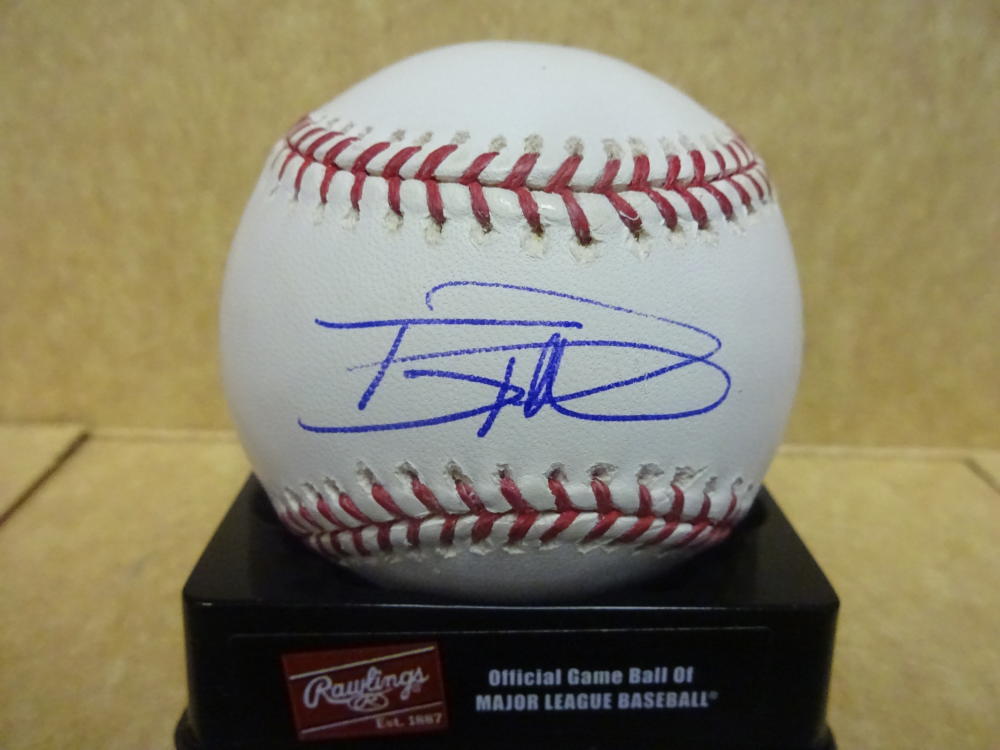 Rawlings
R
Est. 1887
Official Game Ball Of
MAJOR LEAGUE BASEBALL®